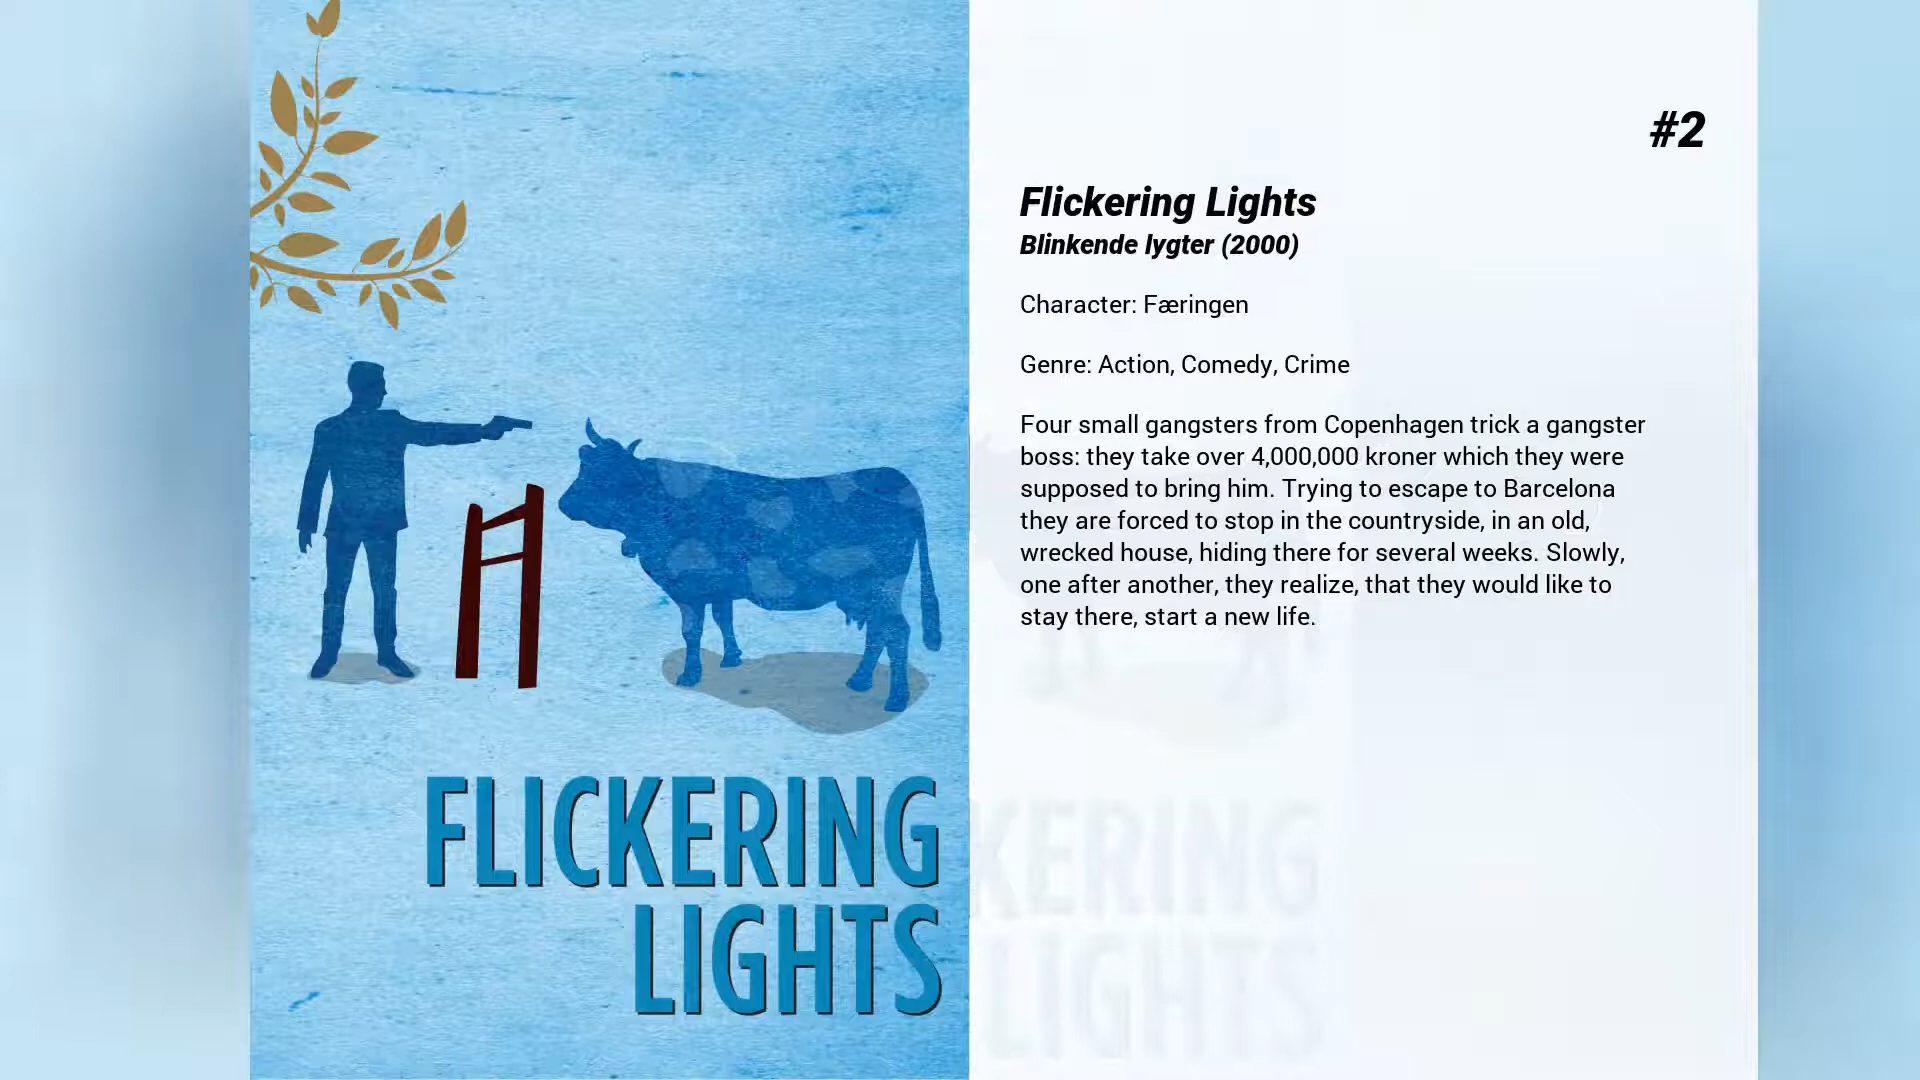 FLICKERING
LIGHTS
#2
Flickering Lights
Blinkende lygter (2000)
Character: Færingen
Genre: Action, Comedy, Crime
Four small gangsters from Copenhagen trick a gangster
boss: they take over 4,000,000 kroner which they were
supposed to bring him. Trying to escape to Barcelona
they are forced to stop in the countryside, in an old,
wrecked house, hiding there for several weeks. Slowly,
one after another, they realize, that they would like to
stay there, start a new life.
KERING
LIGHTS